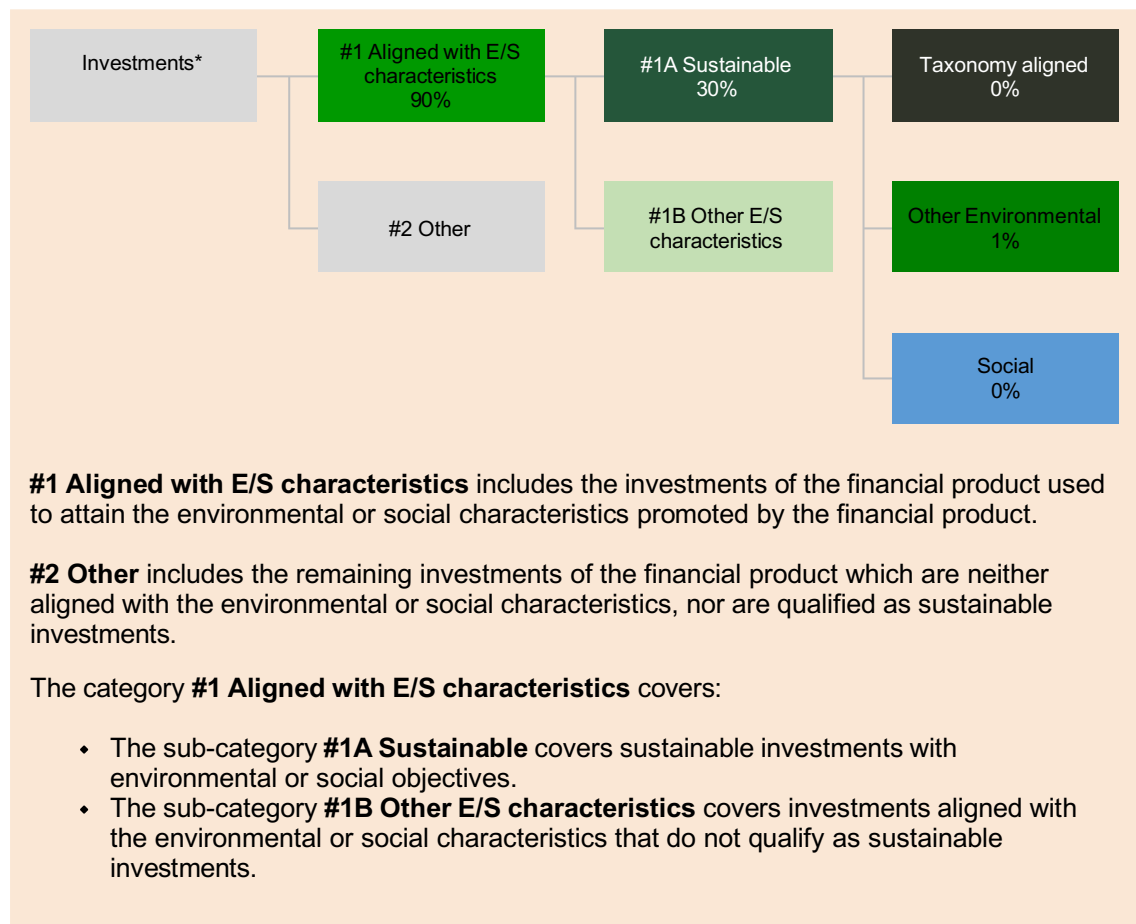 Investments*
#1 Aligned with E/S
characteristics
90%
#1A Sustainable
30%
Taxonomy aligned
0%
#2 Other
#1B Other E/S
characteristics
Other Environmental
1%
Social
0%
#1 Aligned with E/S characteristics includes the investments of the financial product used
to attain the environmental or social characteristics promoted by the financial product.
#2 Other includes the remaining investments of the financial product which are neither
aligned with the environmental or social characteristics, nor are qualified as sustainable
investments.
The category #1 Aligned with E/S characteristics covers:
• The sub-category #1A Sustainable covers sustainable investments with
environmental or social objectives.
• The sub-category #1B Other E/S characteristics covers investments aligned with
the environmental or social characteristics that do not qualify as sustainable
investments.